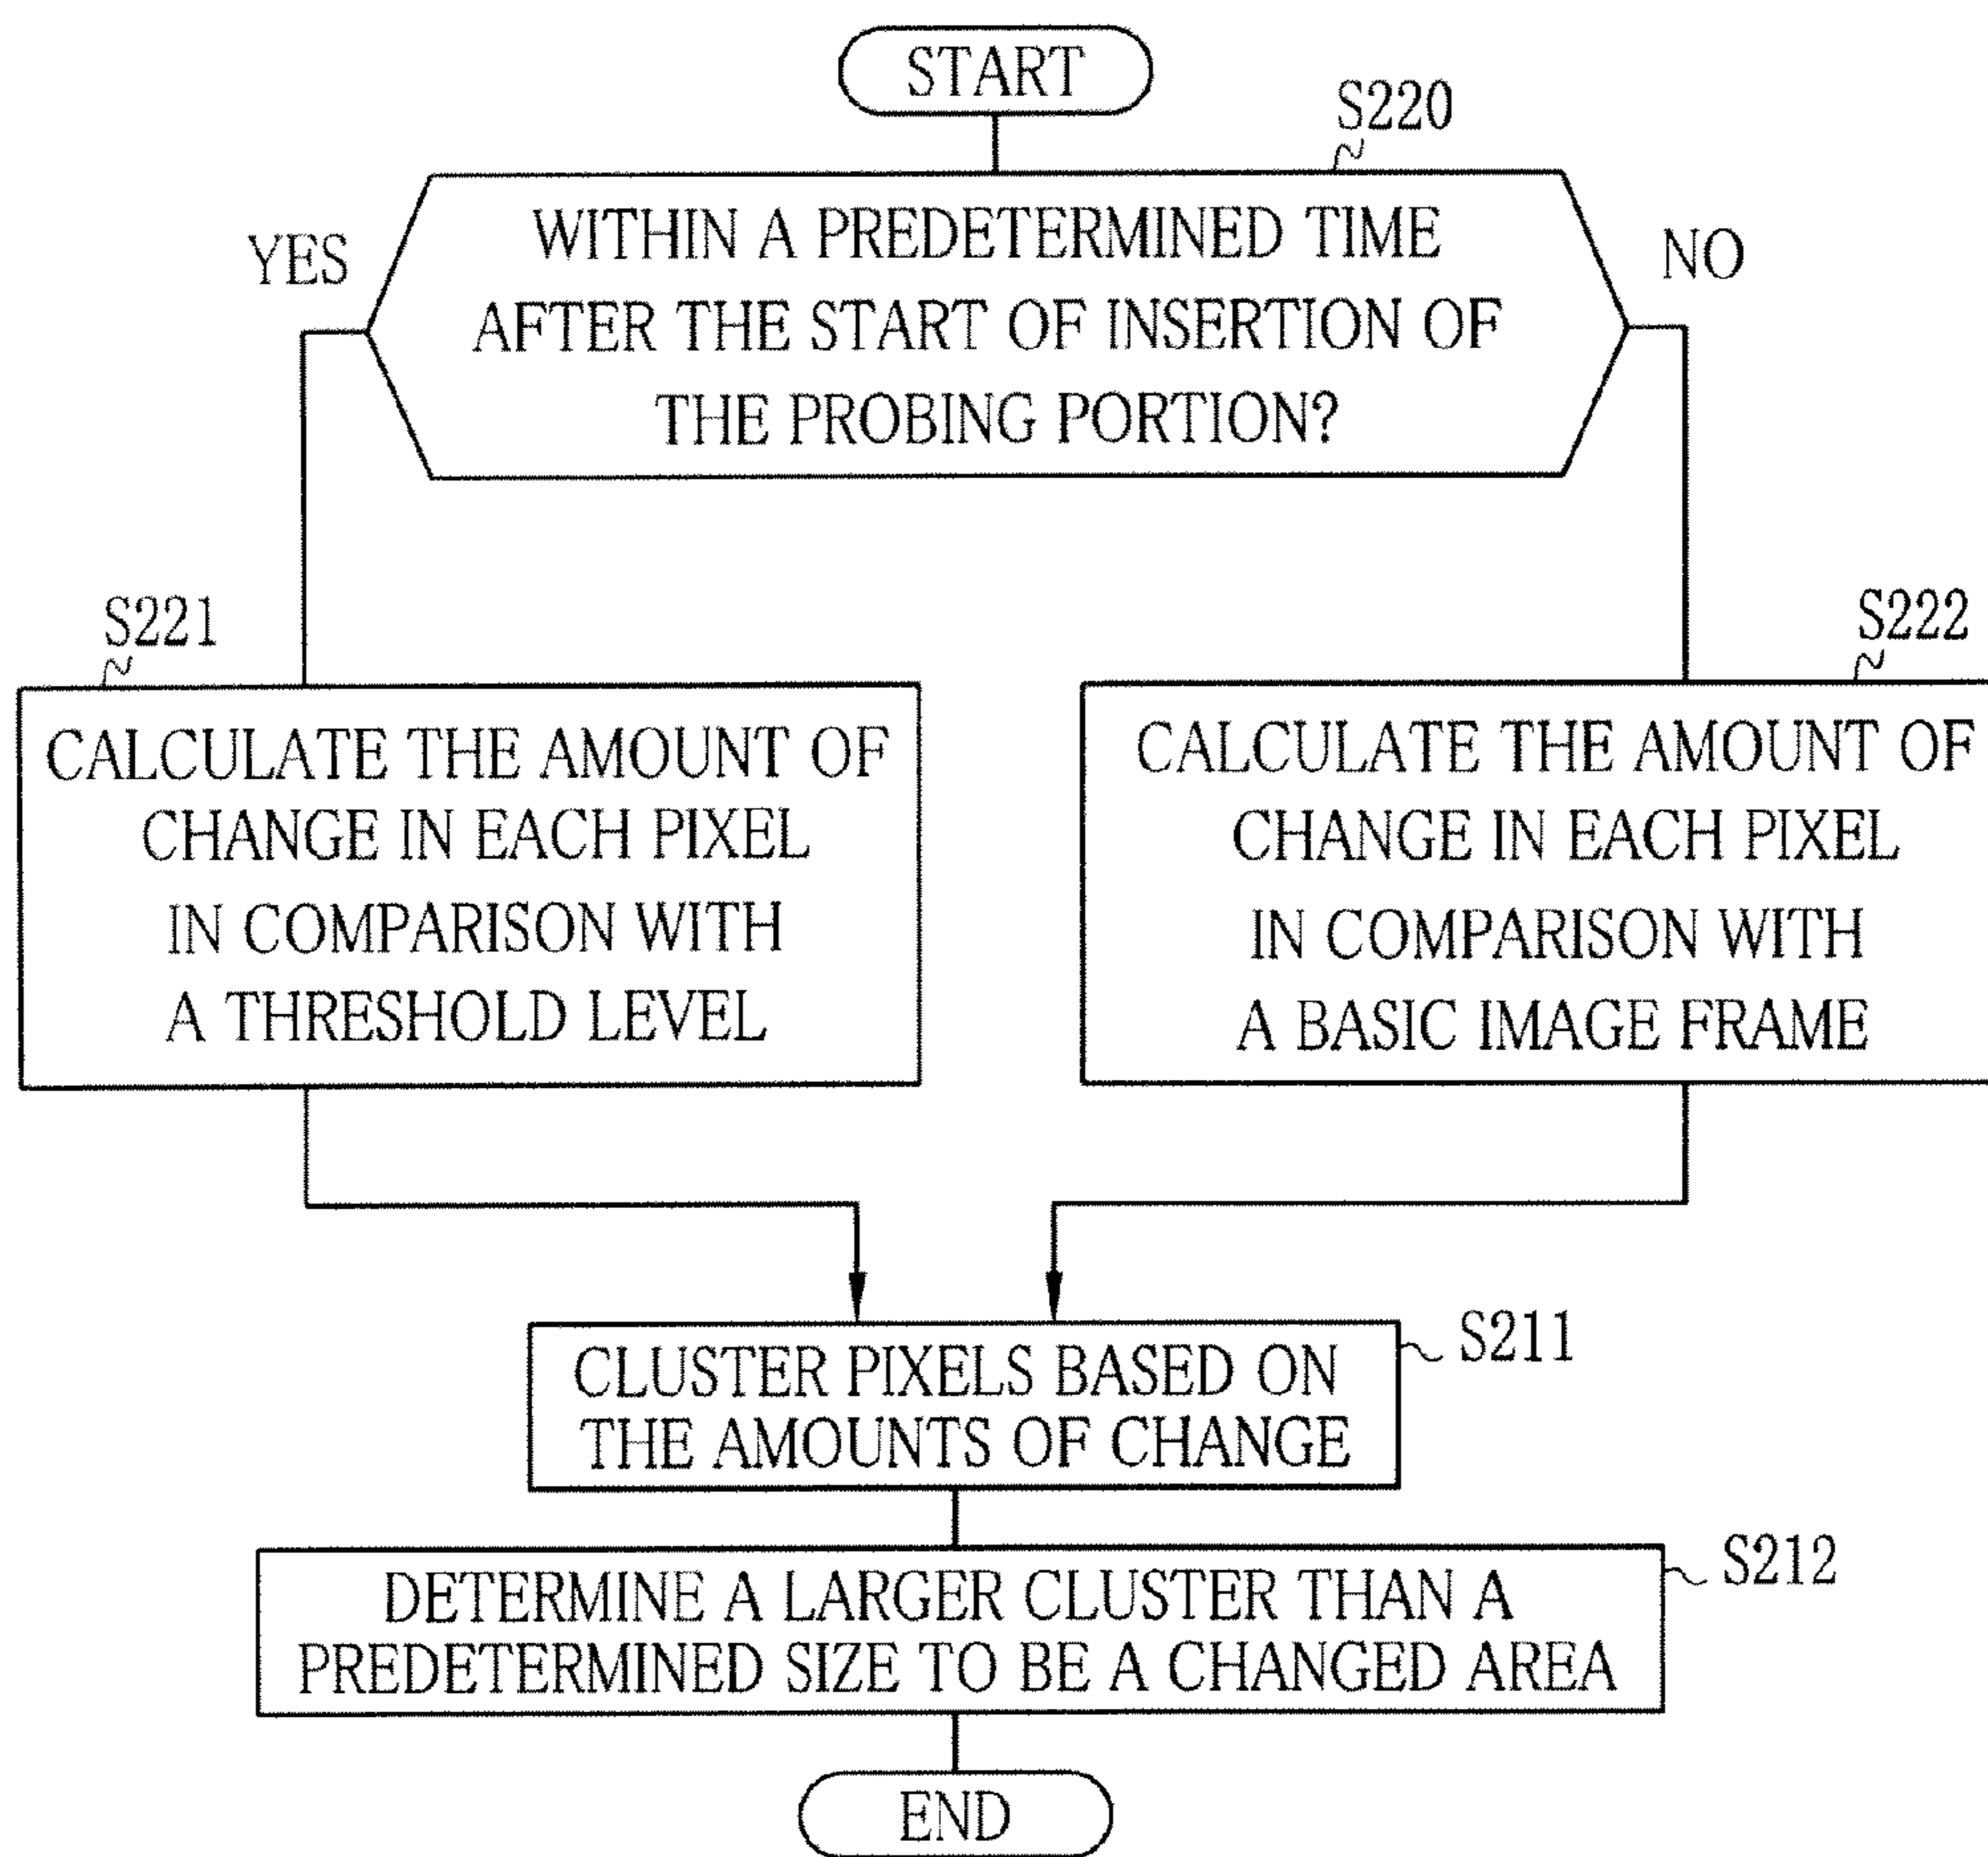 START
S220
WITHIN A PREDETERMINED TIME
AFTER THE START OF INSERTION OF
THE PROBING PORTION?
YES
NO
S221
CALCULATE THE AMOUNT OF
CHANGE IN EACH PIXEL
IN COMPARISON WITH
A THRESHOLD LEVEL
S222
CALCULATE THE AMOUNT OF
CHANGE IN EACH PIXEL
IN COMPARISON WITH
A BASIC IMAGE FRAME
S211
CLUSTER PIXELS BASED ON
THE AMOUNTS OF CHANGE
S212
DETERMINE A LARGER CLUSTER THAN A
PREDETERMINED SIZE TO BE A CHANGED AREA
END